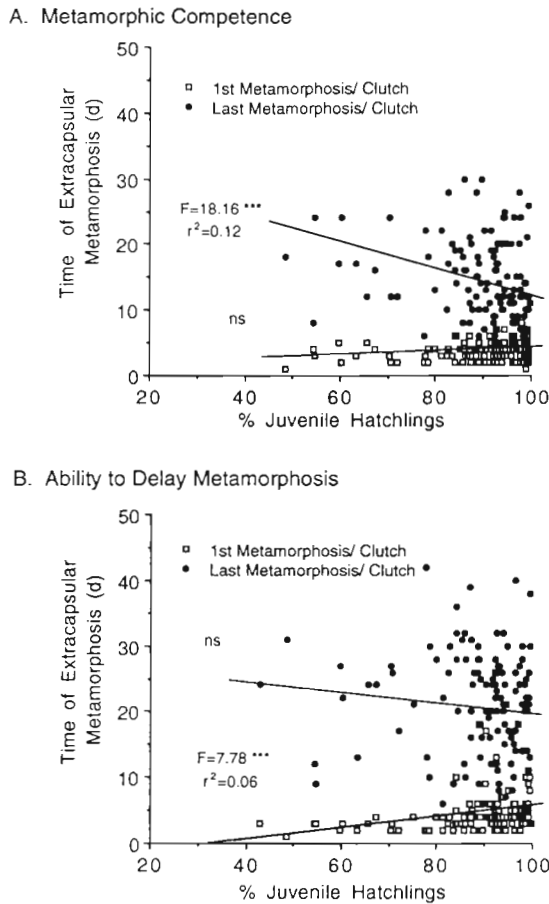 A. Metamorphic Competence
50
40
30
20
10
0
Time of Extracapsular
Metamorphosis (d)
1st Metamorphosis/ Clutch
Last Metamorphosis/ Clutch
F=18.16 ***
r2=0.12
ns
20
40
60
80
100
% Juvenile Hatchlings
B. Ability to Delay Metamorphosis
50
40
30
20
10
0
Time of Extracapsular
Metamorphosis (d)
1st Metamorphosis/ Clutch
Last Metamorphosis/ Clutch
ns
F=7.78 ***
r2=0.06
20
40
60
80
100
% Juvenile Hatchlings